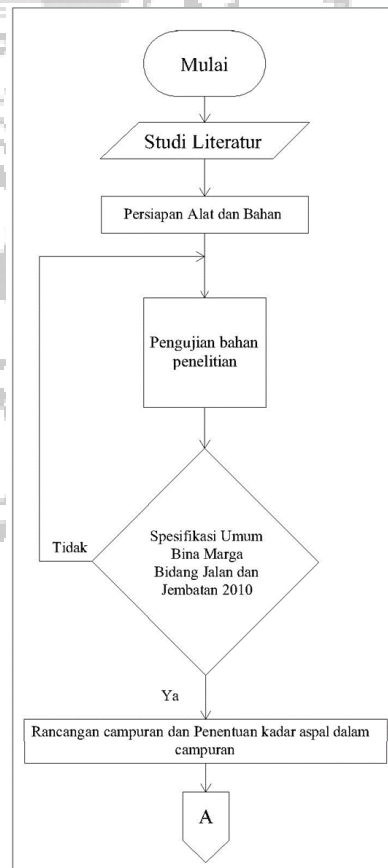 Mulai
Studi Literatur
Persiapan Alat dan Bahan
Pengujian bahan
penelitian
Spesifikasi Umum
Bina Marga
Bidang Jalan dan
Jembatan 2010
Tidak
Ya
Rancangan campuran dan Penentuan kadar aspal dalam
campuran
A